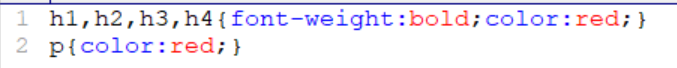 1 h1,h2,h3,h4{font-weight:bold;color:red;}
2 p{color:red;}